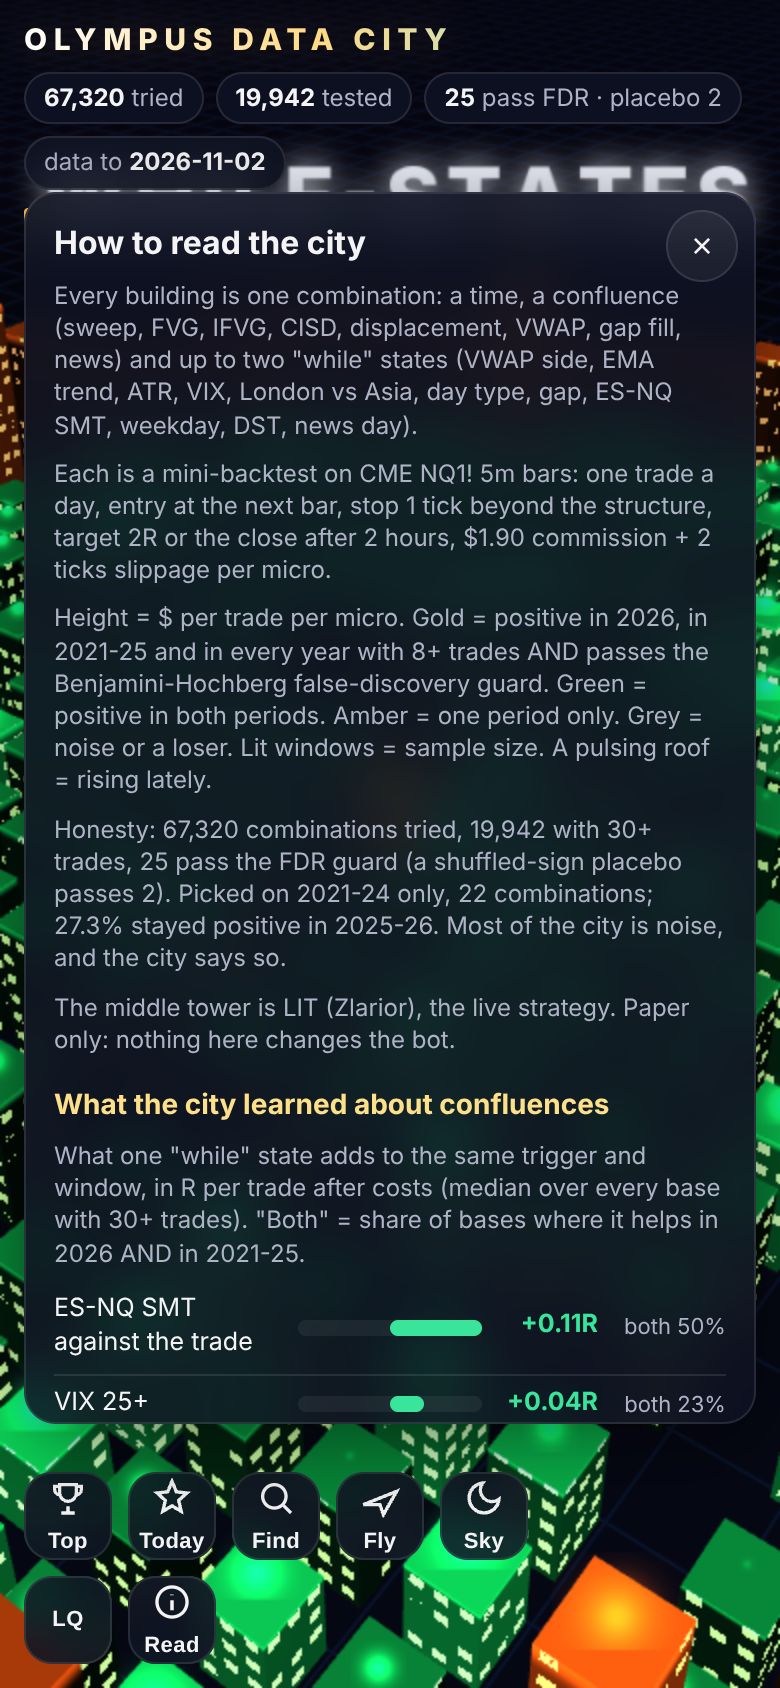 OLYMPUS DATA CITY
67,320 tried
19,942 tested
25 pass FDR · placebo 2
data to 2026-11-02
E-STATES
How to read the city
Every building is one combination: a time, a confluence
(sweep, FVG, IFVG, CISD, displacement, VWAP, gap fill,
news) and up to two "while" states (VWAP side, EMA
trend, ATR, VIX, London vs Asia, day type, gap, ES-NQ
SMT, weekday, DST, news day).
Each is a mini-backtest on CME NQ1! 5m bars: one trade a
day, entry at the next bar, stop 1 tick beyond the structure,
target 2R or the close after 2 hours, $1.90 commission + 2
ticks slippage per micro.
Height = $ per trade per micro. Gold = positive in 2026, in
2021-25 and in every year with 8+ trades AND passes the
Benjamini-Hochberg false-discovery guard. Green =
positive in both periods. Amber = one period only. Grey =
noise or a loser. Lit windows = sample size. A pulsing roof
= rising lately.
Honesty: 67,320 combinations tried, 19,942 with 30+
trades, 25 pass the FDR guard (a shuffled-sign placebo
passes 2). Picked on 2021-24 only, 22 combinations;
27.3% stayed positive in 2025-26. Most of the city is noise,
and the city says so.
The middle tower is LIT (Zlarior), the live strategy. Paper
only: nothing here changes the bot.
What the city learned about confluences
What one "while" state adds to the same trigger and
window, in R per trade after costs (median over every base
with 30+ trades). "Both" = share of bases where it helps in
2026 AND in 2021-25.
ES-NQ SMT
against the trade
+0.11R
both 50%
VIX 25+
+0.04R
both 23%
Top
Today
Find
Fly
Sky
LQ
Read